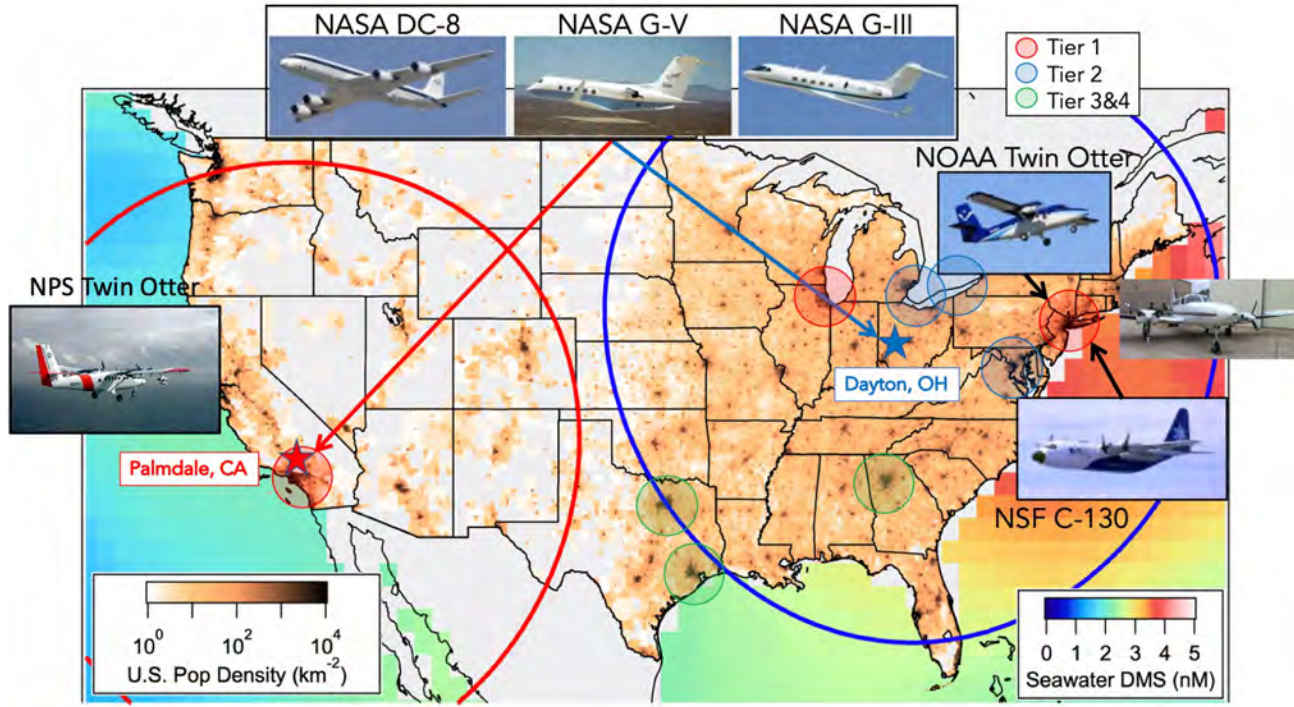 NASA DC-8
NASA G-V
NASA G-III
Tier 1
Tier 2
Tier 3&4
NOAA Twin Otter
NPS Twin Otter
Dayton, OH
Palmdale, CA
NSF C-130
10⁰ 10² 10⁴
U.S. Pop Density (km⁻²)
0 1 2 3 4 5
Seawater DMS (nM)